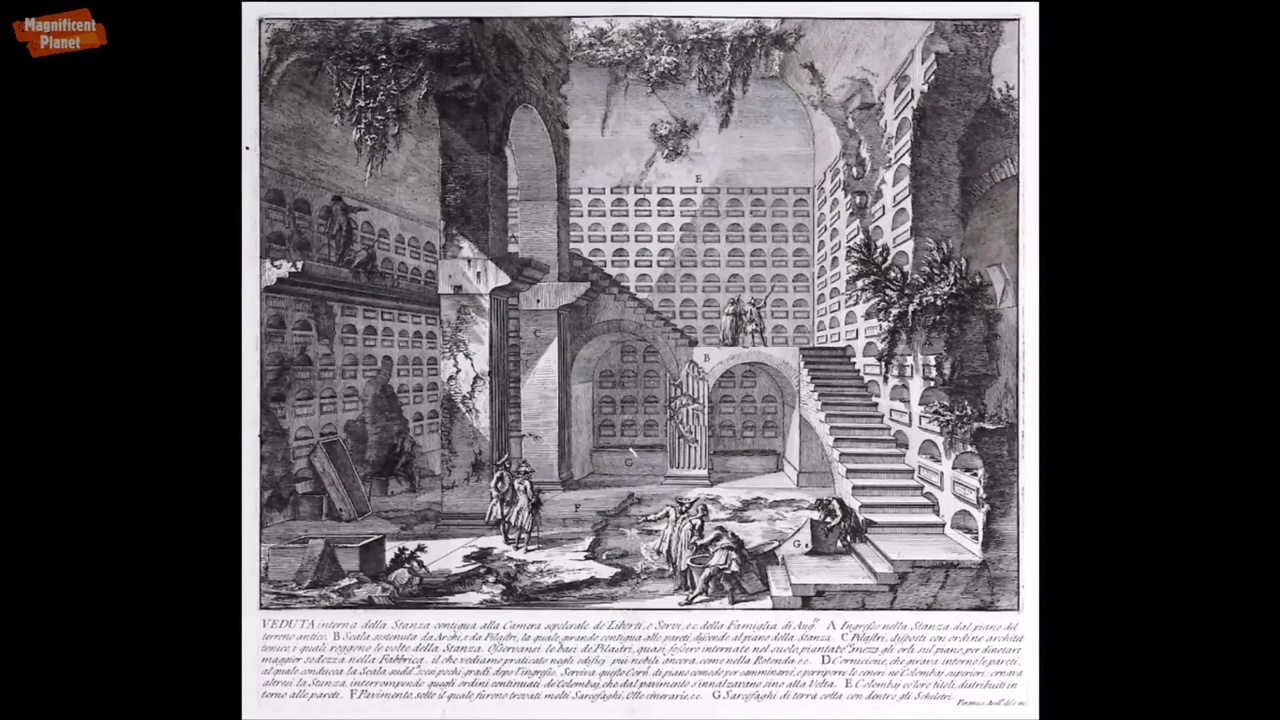 Magnificent
Planet
E
C
B
G
F
G
VEDUTA interna della Stanza contigua alla Camera sepolcrale de' Liberti, e Servi, ec. della Famiglia di Aug.º A Ingresso nella Stanza dal piano del
terreno antico. B Scala sostenuta da Archi, e da Pilastri, la quale, girando contigua alle pareti, discende al piano della Stanza. C Pilastri, disposti con ordine architet
tonico, i quali reggono le volte della Stanza. Osservansi le basi de' Pilastri, quasi fossero internate nel suolo, piantate mezzi gli orli sul piano, per dinotare
maggior sodezza nella Fabbrica. il che vediamo praticato negli edifizj più nobili ancora, come nella Rotonda ec. D Cornicione, che girava intorno le pareti,
al quale conduceva la Scala pochi gradi dopo l'ingresso. Serviva questo Corni. di piano comodo per camminarvi, e per riporre le ceneri ne' Colombaj superiori: ornava
altresì la Stanza, interrompendo quegli ordini continuati de' Colombaj, che dal pavimento s'innalzavano sino alla Volta. E Colombaj co' loro titoli, distribuiti in
torno alle pareti. F Pavimento, sotto il quale furono trovati molti Sarcofaghi, Olle cinerarie, ec. G Sarcofaghi di terra cotta con dentro gli Scheletri.